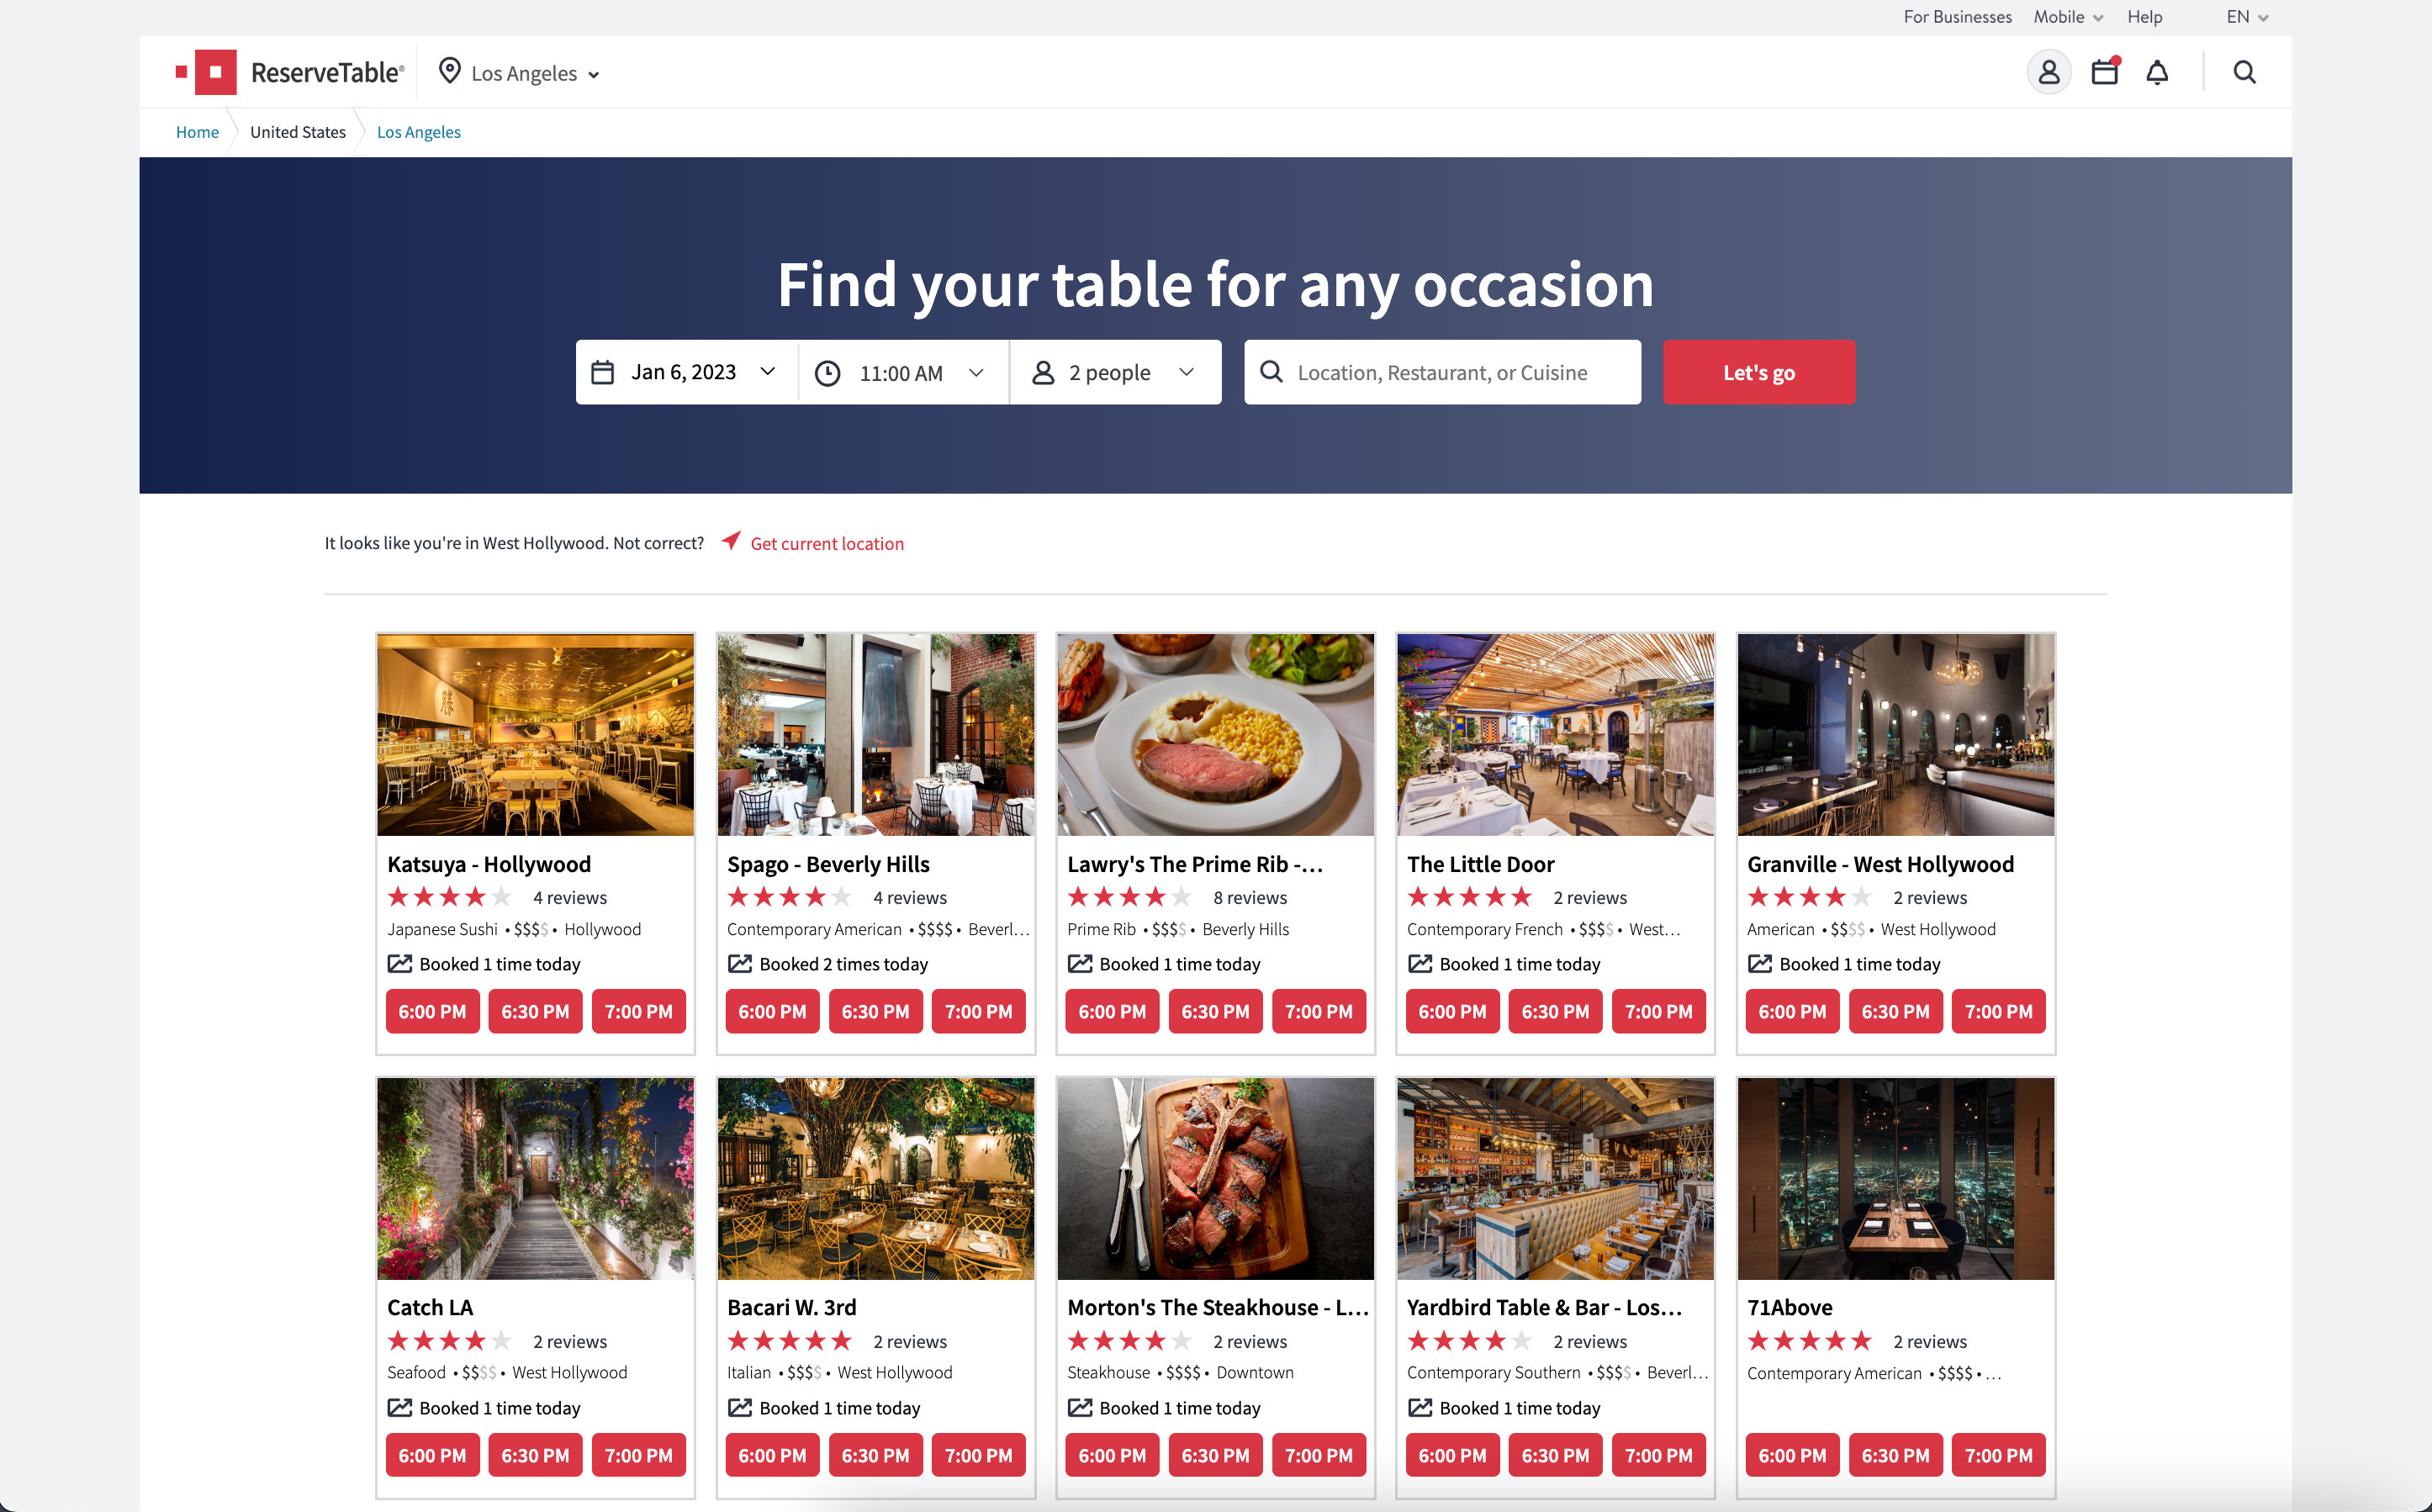 For Businesses Mobile Help EN
ReserveTable® Los Angeles
Home United States Los Angeles
Find your table for any occasion
Jan 6, 2023 11:00 AM 2 people Location, Restaurant, or Cuisine Let's go
It looks like you're in West Hollywood. Not correct? Get current location
Katsuya - Hollywood
4 reviews
Japanese Sushi • $$$$ • Hollywood
Booked 1 time today
6:00 PM 6:30 PM 7:00 PM
Spago - Beverly Hills
4 reviews
Contemporary American • $$$$ • Beverl...
Booked 2 times today
6:00 PM 6:30 PM 7:00 PM
Lawry's The Prime Rib -...
8 reviews
Prime Rib • $$$$ • Beverly Hills
Booked 1 time today
6:00 PM 6:30 PM 7:00 PM
The Little Door
2 reviews
Contemporary French • $$$$ • West...
Booked 1 time today
6:00 PM 6:30 PM 7:00 PM
Granville - West Hollywood
2 reviews
American • $$$$ • West Hollywood
Booked 1 time today
6:00 PM 6:30 PM 7:00 PM
Catch LA
2 reviews
Seafood • $$$$ • West Hollywood
Booked 1 time today
6:00 PM 6:30 PM 7:00 PM
Bacari W. 3rd
2 reviews
Italian • $$$$ • West Hollywood
Booked 1 time today
6:00 PM 6:30 PM 7:00 PM
Morton's The Steakhouse - L...
2 reviews
Steakhouse • $$$$ • Downtown
Booked 1 time today
6:00 PM 6:30 PM 7:00 PM
Yardbird Table & Bar - Los...
2 reviews
Contemporary Southern • $$$$ • Beverl...
Booked 1 time today
6:00 PM 6:30 PM 7:00 PM
71Above
2 reviews
Contemporary American • $$$$ • ...
6:00 PM 6:30 PM 7:00 PM